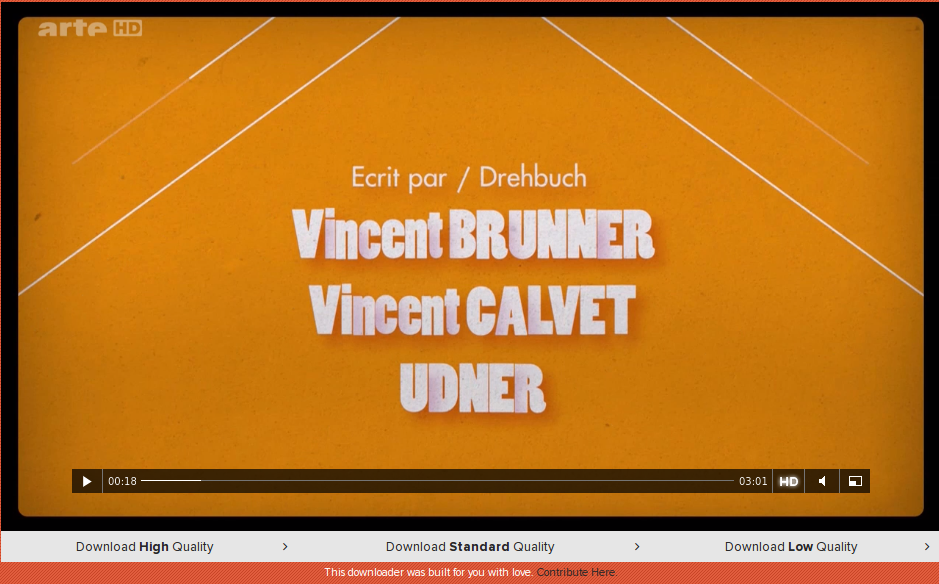 arte HD
Ecrit par / Drehbuch
Vincent BRUNNER
Vincent CALVET
UDNER
00:18 03:01 HD
Download High Quality > Download Standard Quality > Download Low Quality >
This downloader was built for you with love. Contribute Here.